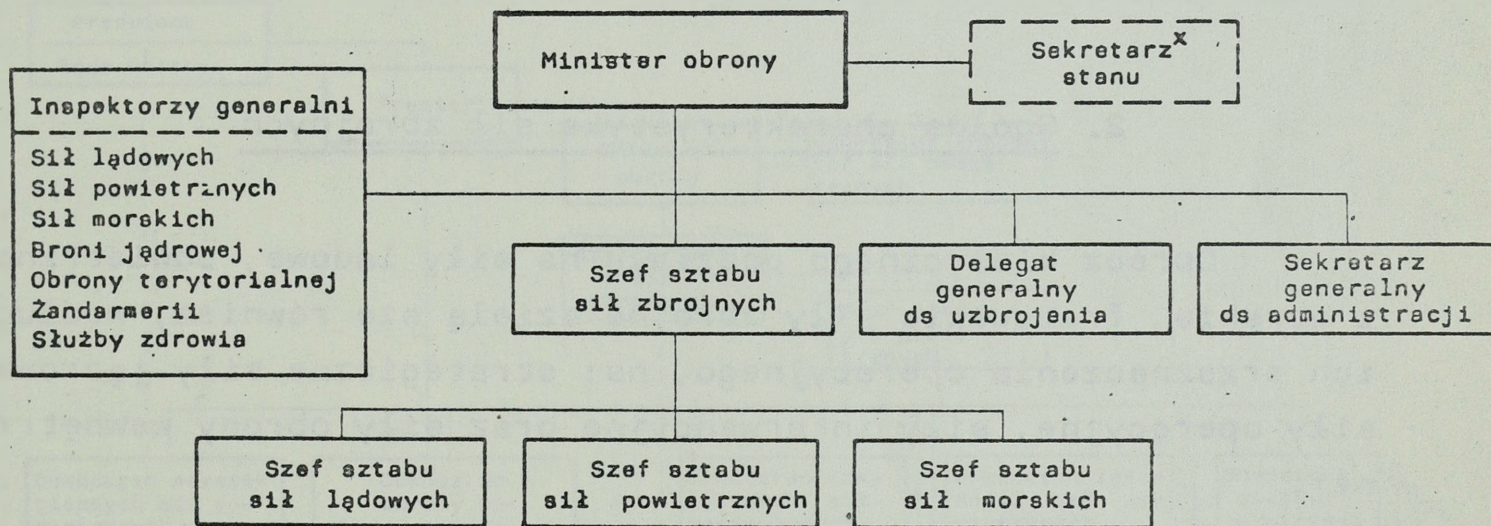 Minister obrony
Sekretarzx
stanu
Inspektorzy generalni
Sił lądowych
Sił powietrznych
Sił morskich
Broni jądrowej
Obrony terytorialnej
Żandarmerii
Służby zdrowia
Szef sztabu
sił zbrojnych
Delegat
generalny
ds uzbrojenia
Sekretarz
generalny
ds administracji
Szef sztabu
sił lądowych
Szef sztabu
sił powietrznych
Szef sztabu
sił morskich